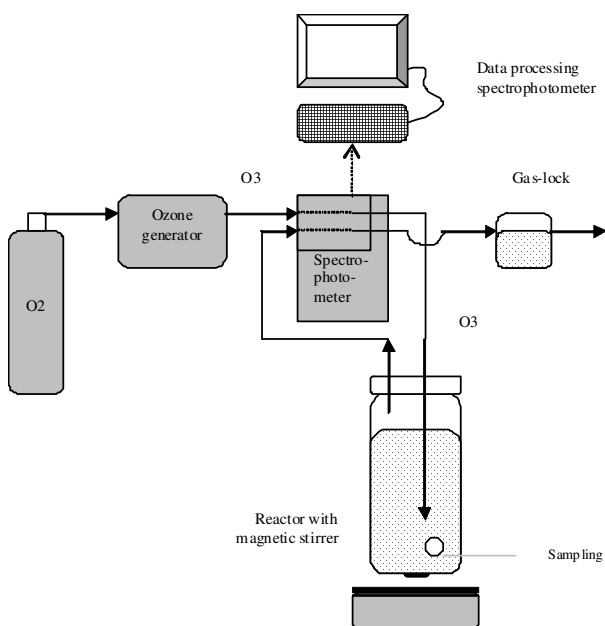 Data processing
spectrophotometer
O3
Gas-lock
Ozone
generator
Spectro-
photo-
meter
O2
O3
Reactor with
magnetic stirrer
Sampling